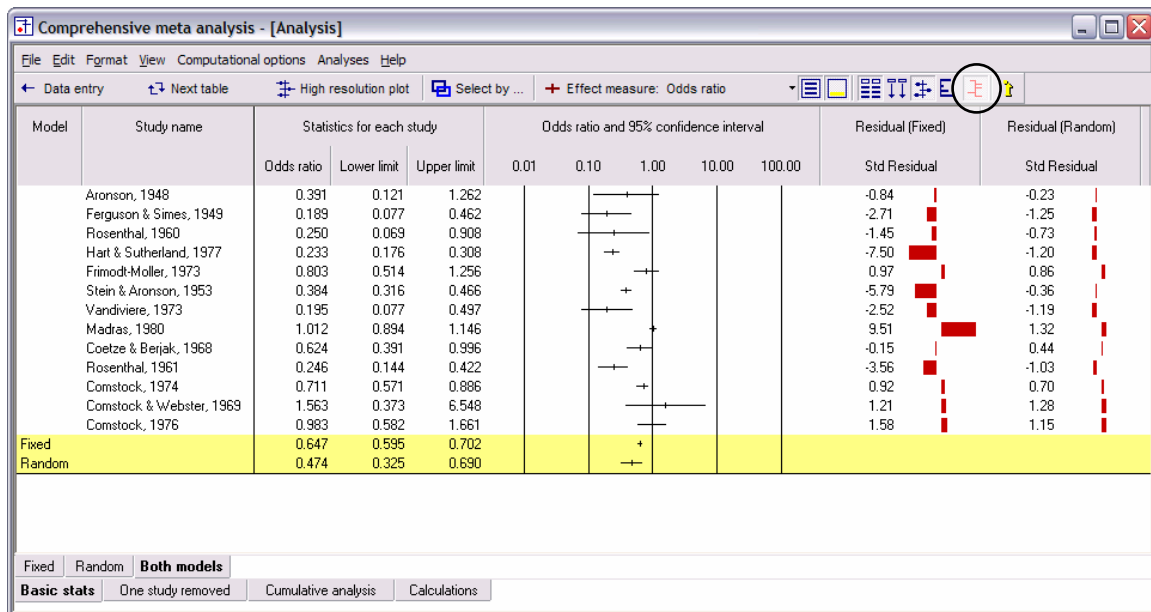 Comprehensive meta analysis - [Analysis]
File Edit Format View Computational options Analyses Help
← Data entry Next table High resolution plot Select by ... + Effect measure: Odds ratio
Model Study name Statistics for each study Odds ratio and 95% confidence interval Residual (Fixed) Residual (Random)
Odds ratio Lower limit Upper limit 0.01 0.10 1.00 10.00 100.00 Std Residual Std Residual
Aronson, 1948 0.391 0.121 1.262 -0.84 -0.23
Ferguson & Simes, 1949 0.189 0.077 0.462 -2.71 -1.25
Rosenthal, 1960 0.250 0.069 0.908 -1.45 -0.73
Hart & Sutherland, 1977 0.233 0.176 0.308 -7.50 -1.20
Frimodt-Moller, 1973 0.803 0.514 1.256 0.97 0.86
Stein & Aronson, 1953 0.384 0.316 0.466 -5.79 -0.36
Vandiviere, 1973 0.195 0.077 0.497 -2.52 -1.19
Madras, 1980 1.012 0.894 1.146 9.51 1.32
Coetze & Berjak, 1968 0.624 0.391 0.996 -0.15 0.44
Rosenthal, 1961 0.246 0.144 0.422 -3.56 -1.03
Comstock, 1974 0.711 0.571 0.886 0.92 0.70
Comstock & Webster, 1969 1.563 0.373 6.548 1.21 1.28
Comstock, 1976 0.983 0.582 1.661 1.58 1.15
Fixed 0.647 0.595 0.702
Random 0.474 0.325 0.690
Fixed Random Both models
Basic stats One study removed Cumulative analysis Calculations